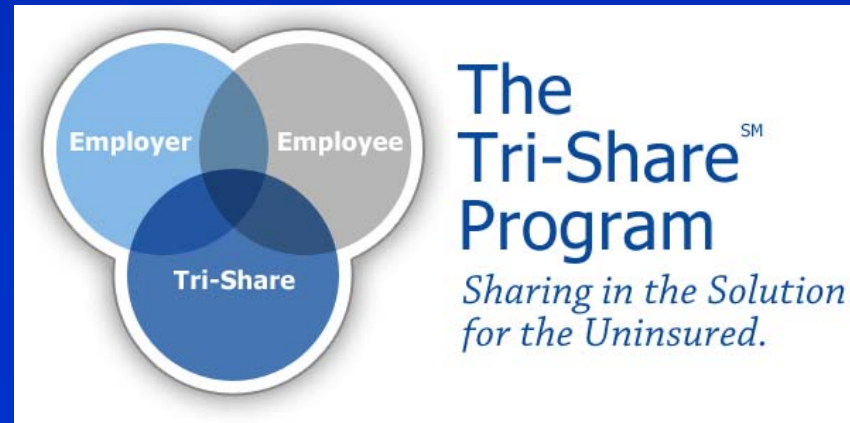 Employer
Employee
Tri-Share
The
Tri-Share℠
Program
Sharing in the Solution
for the Uninsured.